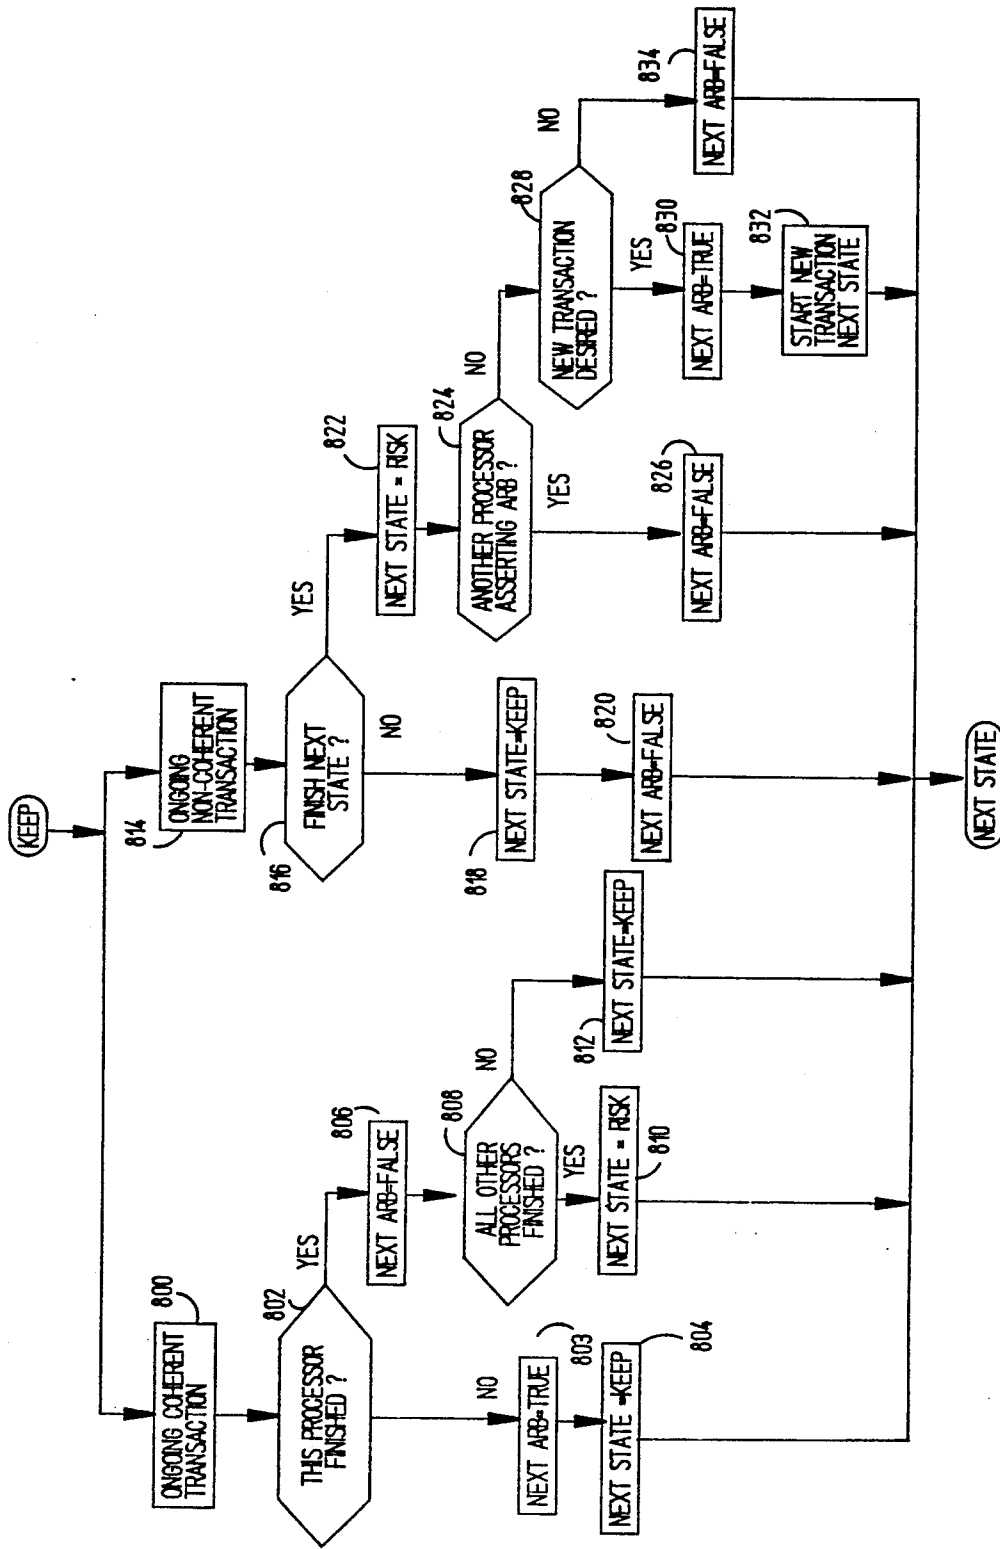 KEEP
800
ONGOING COHERENT
TRANSACTION
802
THIS PROCESSOR
FINISHED ?
NO
YES
803
NEXT ARB=TRUE
804
NEXT STATE =KEEP
806
NEXT ARB=FALSE
808
ALL OTHER
PROCESSORS
FINISHED ?
YES
NO
NEXT STATE = RISK
810
812
NEXT STATE=KEEP
814
ONGOING
NON-COHERENT
TRANSACTION
816
FINISH NEXT
STATE ?
NO
YES
818
NEXT STATE=KEEP
820
NEXT ARB=FALSE
822
NEXT STATE = RISK
824
ANOTHER PROCESSOR
ASSERTING ARB ?
YES
NO
826
NEXT ARB=FALSE
828
NEW TRANSACTION
DESIRED ?
YES
NO
830
NEXT ARB=TRUE
832
START NEW
TRANSACTION
NEXT STATE
834
NEXT ARB=FALSE
NEXT STATE